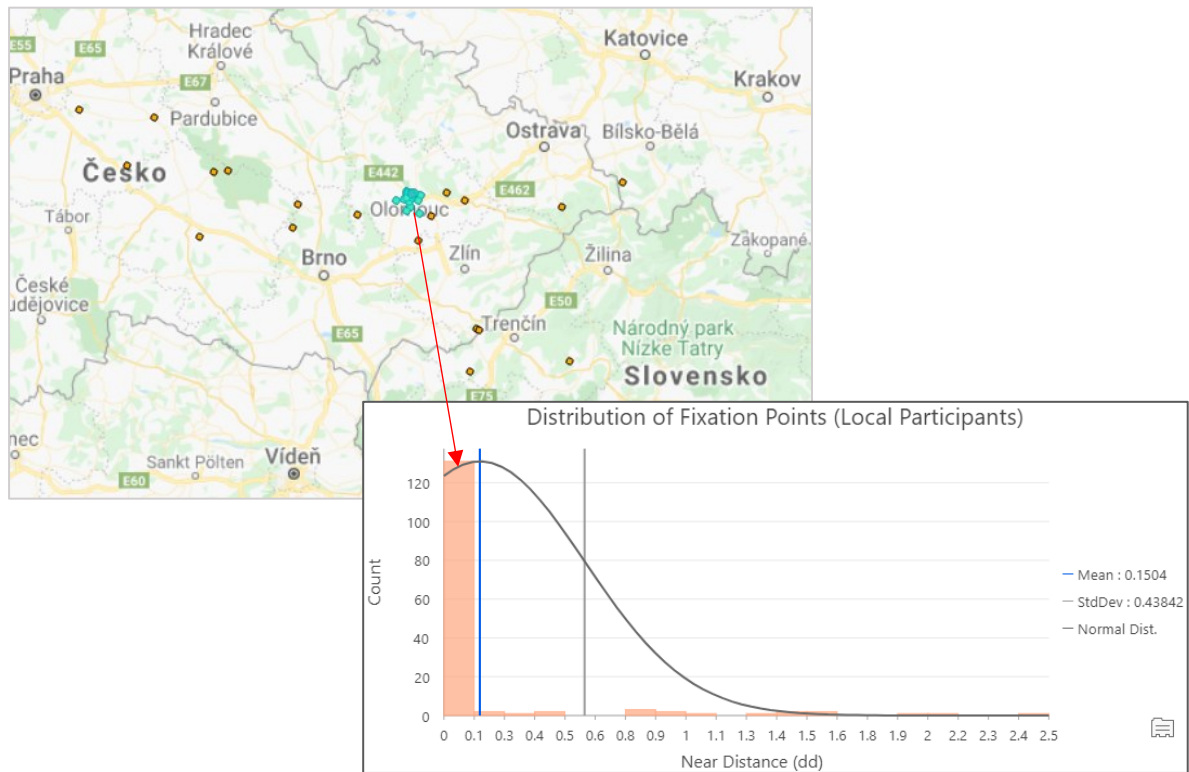 E55
E65
Hradec
Králové
Katovice
Praha
E67
Krakov
Pardubice
Ostrava
Bílsko-Bělá
Česko
E442
E462
Olomouc
Tábor
Zakopané
Brno
Zlín
Žilina
České
udějovice
E50
E65
Trenčín
Národný park
Nízke Tatry
Slovensko
E75
nec
Sankt Pölten
Vídeň
E60
Distribution of Fixation Points (Local Participants)
120
100
80
60
40
20
0
Count
0 0.1 0.3 0.4 0.5 0.6 0.8 0.9 1 1.1 1.3 1.4 1.5 1.6 1.8 1.9 2 2.2 2.3 2.4 2.5
Near Distance (dd)
Mean : 0.1504
StdDev : 0.43842
Normal Dist.